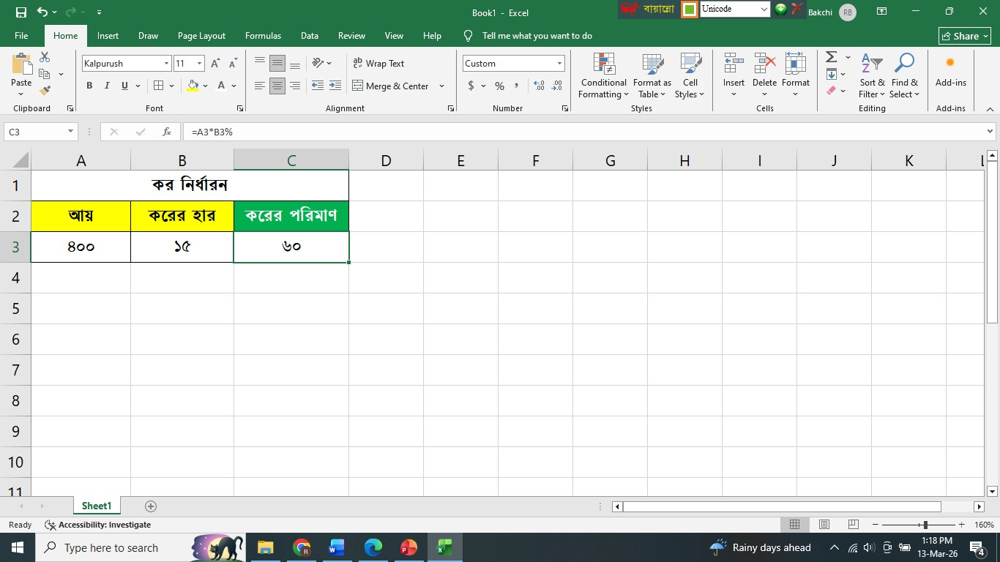 Book1 - Excel
বায়ান্নো
Unicode
Bakchi
RB
File Home Insert Draw Page Layout Formulas Data Review View Help Tell me what you want to do Share
Paste
Clipboard
Kalpurush 11
B I U A
Font
ab Wrap Text
Merge & Center
Alignment
Custom
$ % ,
Number
Conditional Formatting
Format as Table
Cell Styles
Styles
Insert Delete Format
Cells
Sort & Filter
Find & Select
Editing
Add-ins
Add-ins
C3 fx =A3*B3%
A B C D E F G H I J K L
1 কর নির্ধারন
2 আয় করের হার করের পরিমাণ
3 ৪০০ ১৫ ৬০
4
5
6
7
8
9
10
11
Sheet1
Ready Accessibility: Investigate 160%
Type here to search Rainy days ahead 1:18 PM
13-Mar-26 4